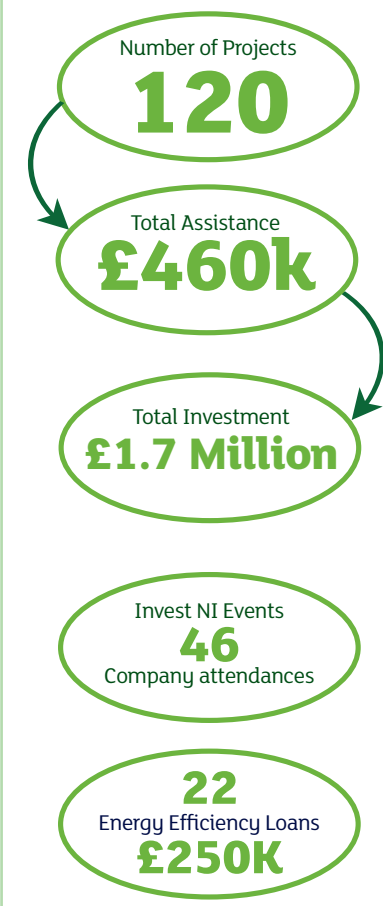 Number of Projects
120
Total Assistance
£460k
Total Investment
£1.7 Million
Invest NI Events
46
Company attendances
22
Energy Efficiency Loans
£250K